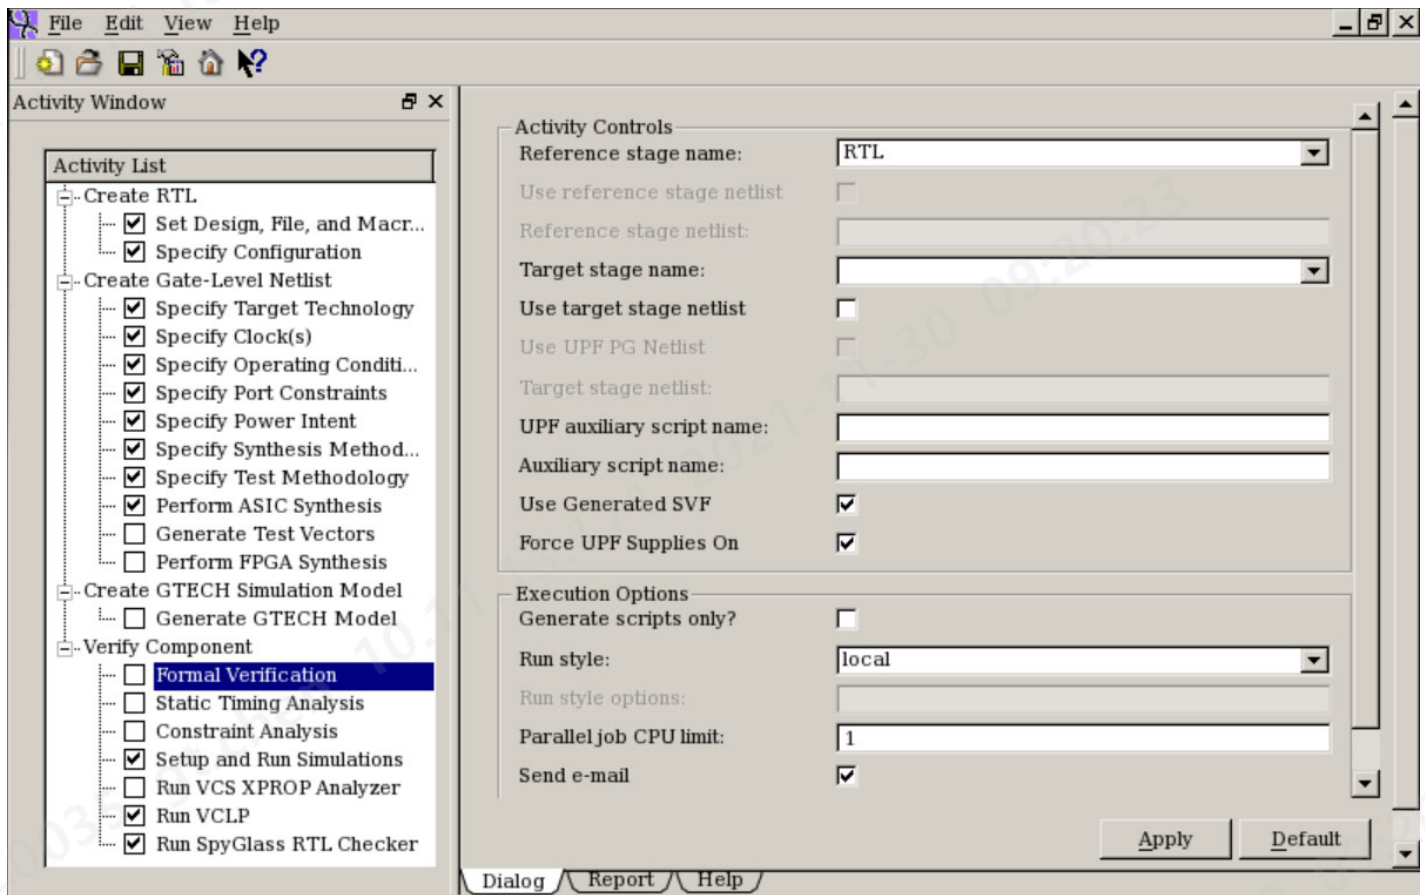 File Edit View Help
Activity Window
Activity List
Create RTL
Set Design, File, and Macr...
Specify Configuration
Create Gate-Level Netlist
Specify Target Technology
Specify Clock(s)
Specify Operating Conditi...
Specify Port Constraints
Specify Power Intent
Specify Synthesis Method...
Specify Test Methodology
Perform ASIC Synthesis
Generate Test Vectors
Perform FPGA Synthesis
Create GTECH Simulation Model
Generate GTECH Model
Verify Component
Formal Verification
Static Timing Analysis
Constraint Analysis
Setup and Run Simulations
Run VCS XPROP Analyzer
Run VCLP
Run SpyGlass RTL Checker
Activity Controls
Reference stage name: RTL
Use reference stage netlist
Reference stage netlist:
Target stage name:
Use target stage netlist
Use UPF PG Netlist
Target stage netlist:
UPF auxiliary script name:
Auxiliary script name:
Use Generated SVF
Force UPF Supplies On
Execution Options
Generate scripts only?
Run style: local
Run style options:
Parallel job CPU limit: 1
Send e-mail
Apply Default
Dialog Report Help
2021-11-30 09:20:23